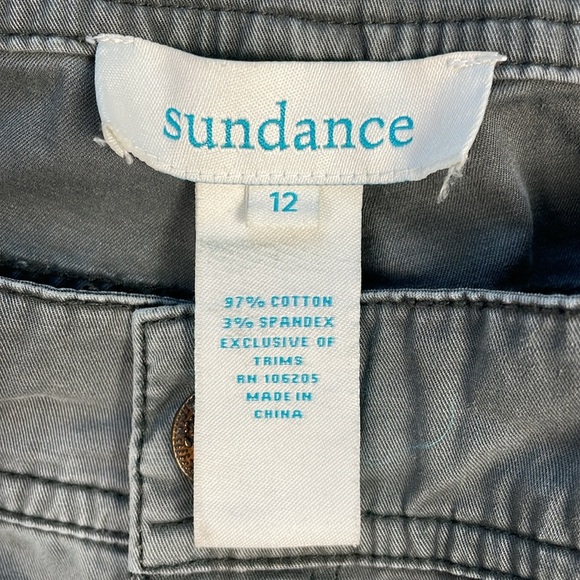 sundance
12
97% COTTON
3% SPANDEX
EXCLUSIVE OF
TRIMS
RN 106205
MADE IN
CHINA